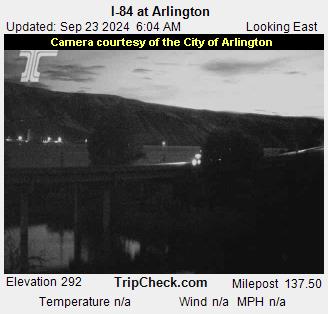 I-84 at Arlington
Updated: Sep 23 2024 6:04 AM Looking East
Camera courtesy of the City of Arlington
Elevation 292 TripCheck.com Milepost 137.50
Temperature n/a Wind n/a MPH n/a